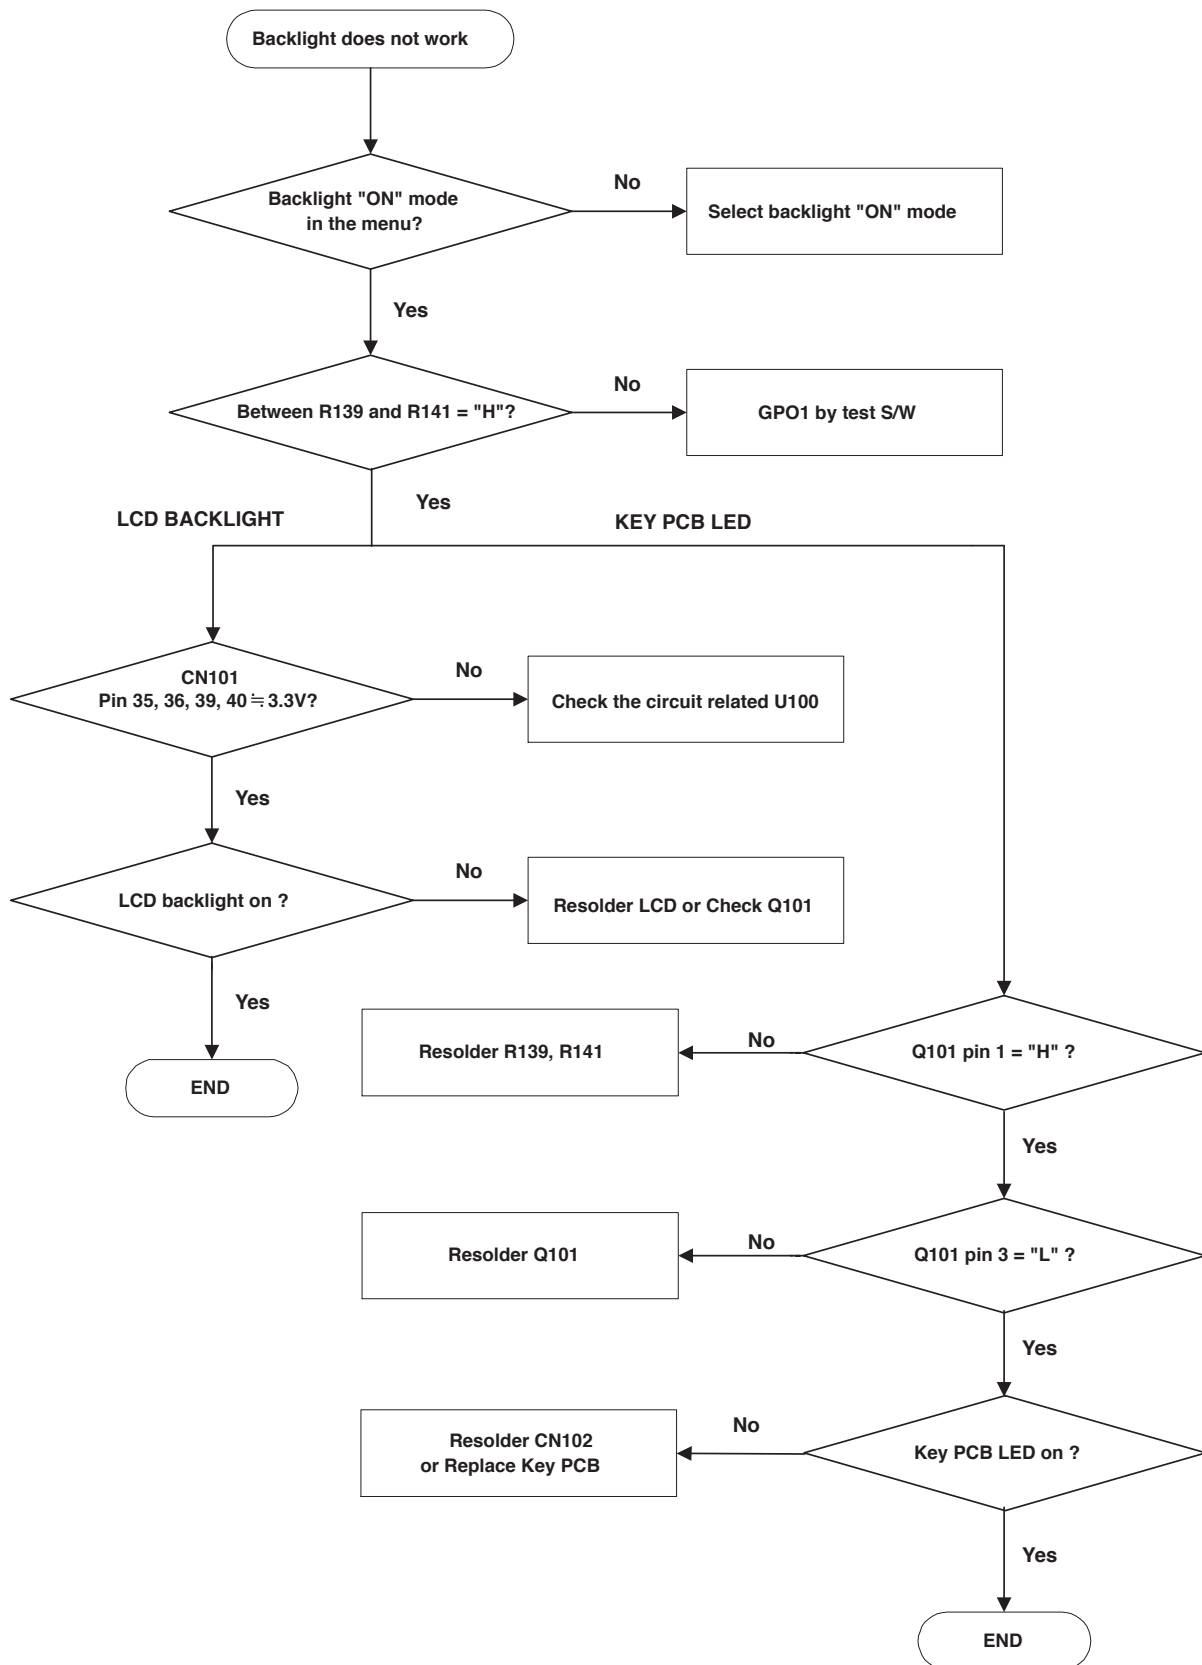 Backlight does not work
Backlight "ON" mode
in the menu?
No
Select backlight "ON" mode
Yes
Between R139 and R141 = "H"?
No
GPO1 by test S/W
Yes
LCD BACKLIGHT
KEY PCB LED
CN101
Pin 35, 36, 39, 40≒3.3V?
No
Check the circuit related U100
Yes
LCD backlight on ?
No
Resolder LCD or Check Q101
Yes
END
Q101 pin 1 = "H" ?
No
Resolder R139, R141
Yes
Q101 pin 3 = "L" ?
No
Resolder Q101
Yes
Key PCB LED on ?
No
Resolder CN102
or Replace Key PCB
Yes
END